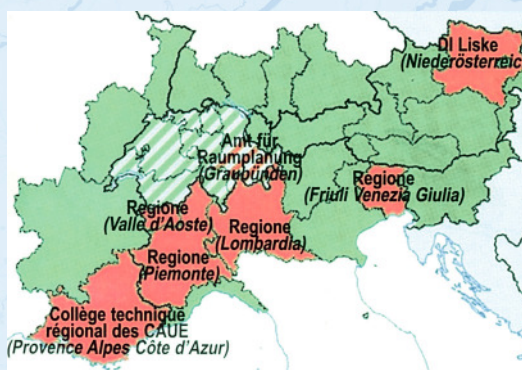 DI Liske
(Niederösterreich
Amt für
Raumplanung
(Graubünden)
Regione
(Friuli Venezia Giulia)
Regione
(Valle d'Aoste)
Regione
(Lombardia)
Regione
(Piemonte)
Collège technique
régional des CAUE
(Provence Alpes Côte d'Azur)